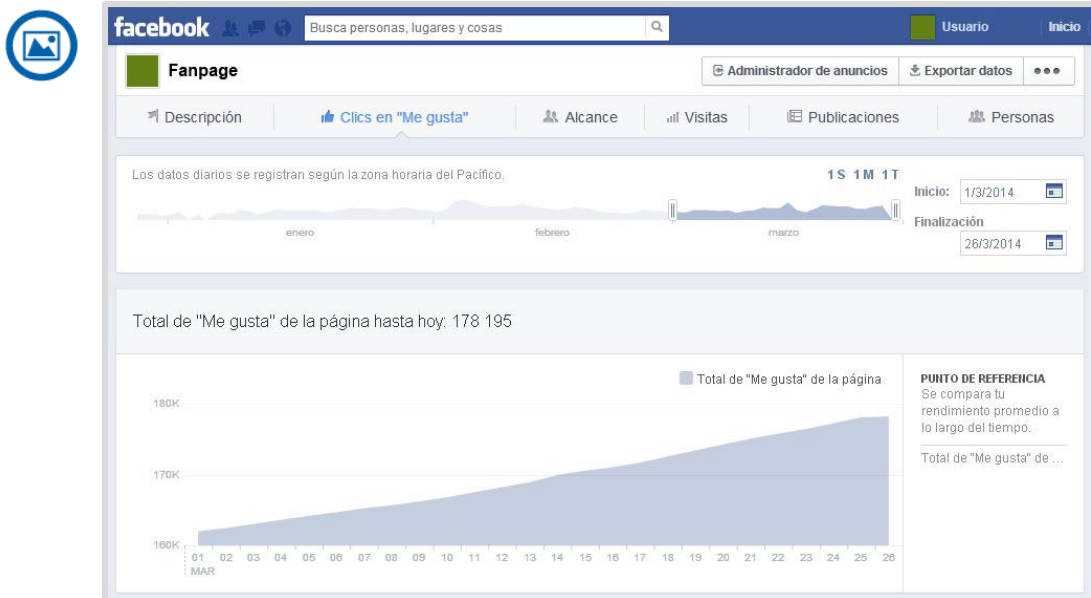 facebook Busca personas, lugares y cosas Usuario Inicio
Fanpage Administrador de anuncios Exportar datos
Descripción Clics en "Me gusta" Alcance Visitas Publicaciones Personas
Los datos diarios se registran según la zona horaria del Pacífico. 1S 1M 1T
Inicio: 1/3/2014
enero febrero marzo
Finalización
26/3/2014
Total de "Me gusta" de la página hasta hoy: 178 195
Total de "Me gusta" de la página
180K
170K
160K
01 02 03 04 05 06 07 08 09 10 11 12 13 14 15 16 17 18 19 20 21 22 23 24 25 26
MAR
PUNTO DE REFERENCIA
Se compara tu
rendimiento promedio a
lo largo del tiempo.
Total de "Me gusta" de ...